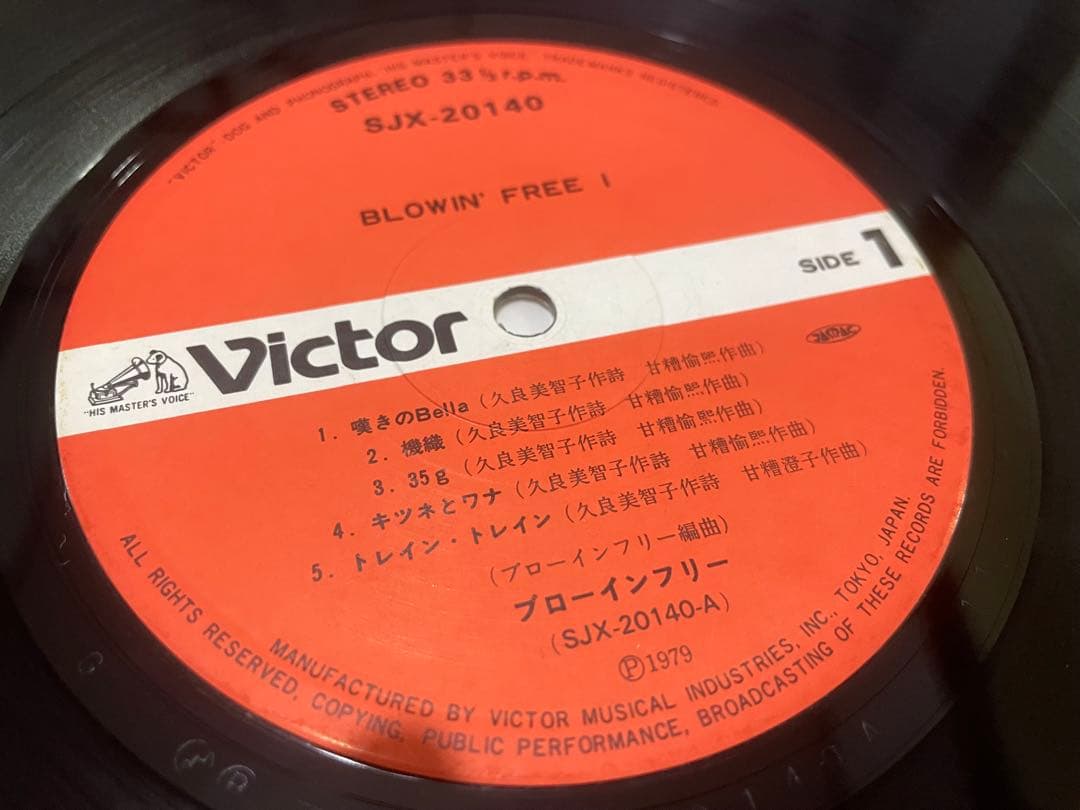 "VICTOR" DOG AND PHONOGRAPH, HIS MASTER'S VOICE TRADEMARKS REGISTERED
STEREO 33 ⅓ r.p.m.
SJX-20140
BLOWIN' FREE I
SIDE 1
Victor
"HIS MASTER'S VOICE"
JASRAC
1. 嘆きのBella (久良美智子作詩 甘糟愉熙作曲)
2. 機織 (久良美智子作詩 甘糟愉熙作曲)
3. 35g (久良美智子作詩 甘糟愉熙作曲)
4. キツネとワナ (久良美智子作詩 甘糟愉熙作曲)
5. トレイン・トレイン (久良美智子作詩 甘糟澄子作曲)
(ブローインフリー編曲)
ブローインフリー
(SJX-20140-A)
Ⓟ1979
MANUFACTURED BY VICTOR MUSICAL INDUSTRIES, INC., TOKYO, JAPAN.
ALL RIGHTS RESERVED, COPYING, PUBLIC PERFORMANCE, BROADCASTING OF THESE RECORDS ARE FORBIDDEN.